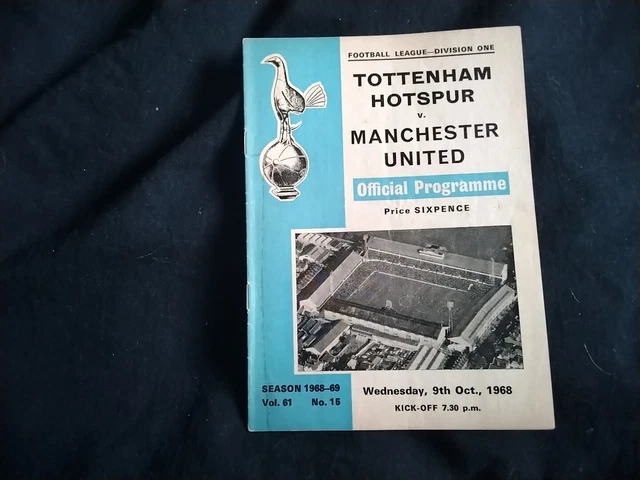 FOOTBALL LEAGUE—DIVISION ONE
TOTTENHAM
HOTSPUR
v.
MANCHESTER
UNITED
Official Programme
Price SIXPENCE
SEASON 1968–69
Vol. 61 No. 15
Wednesday, 9th Oct., 1968
KICK-OFF 7.30 p.m.